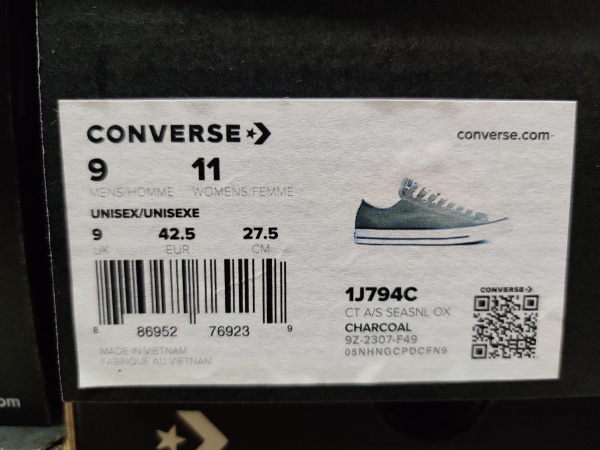 CONVERSE
converse.com
9 11
MENS/HOMME WOMENS/FEMME
UNISEX/UNISEXE
9 42.5 27.5
UK EUR CM
8 86952 76923 9
MADE IN VIETNAM
FABRIQUE AU VIETNAM
1J794C
CT A/S SEASNL OX
CHARCOAL
9Z-2307-F49
05NHNGCPDCFN9
CONVERSE
om